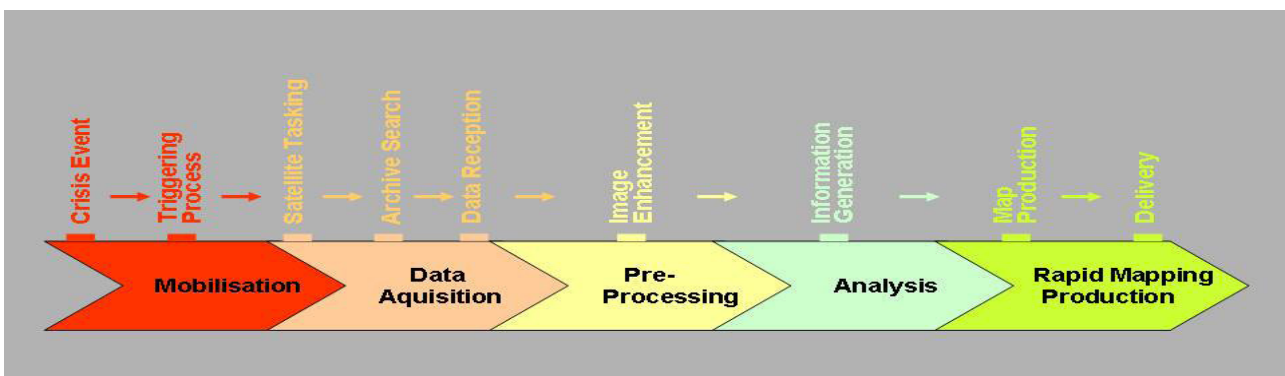 Crisis Event
Triggering
Process
Satellite Tasking
Archive Search
Data Reception
Image
Enhancement
Information
Generation
Map
Production
Delivery
Mobilisation
Data
Aquisition
Pre-
Processing
Analysis
Rapid Mapping
Production